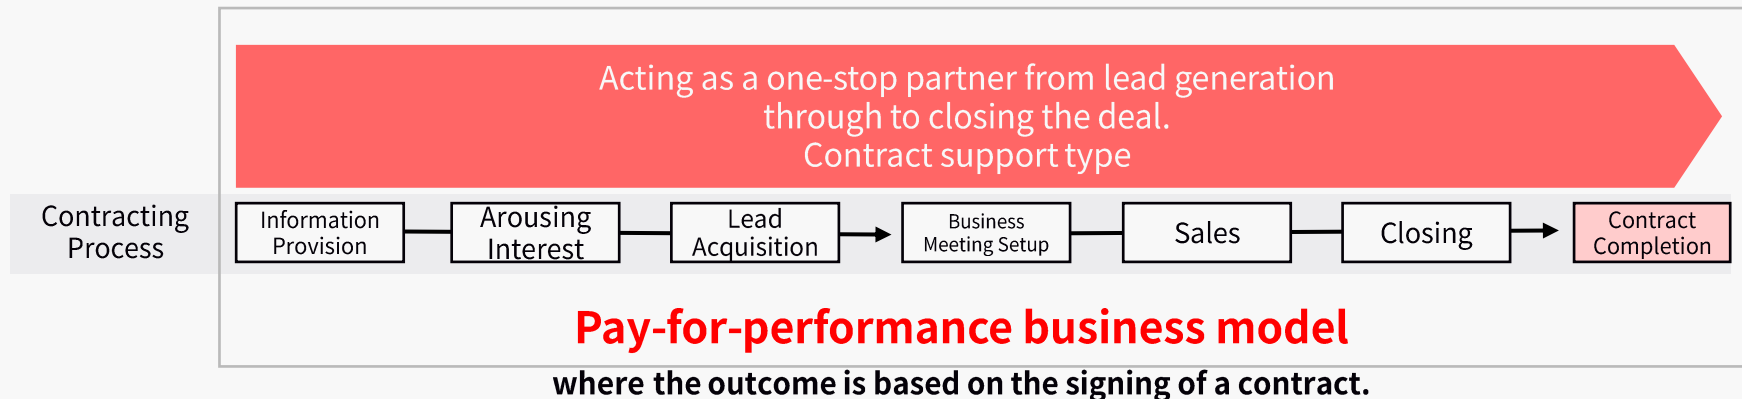 Acting as a one-stop partner from lead generation
through to closing the deal.
Contract support type
Contracting
Process
Information
Provision
Arousing
Interest
Lead
Acquisition
Business
Meeting Setup
Sales
Closing
Contract
Completion
Pay-for-performance business model
where the outcome is based on the signing of a contract.